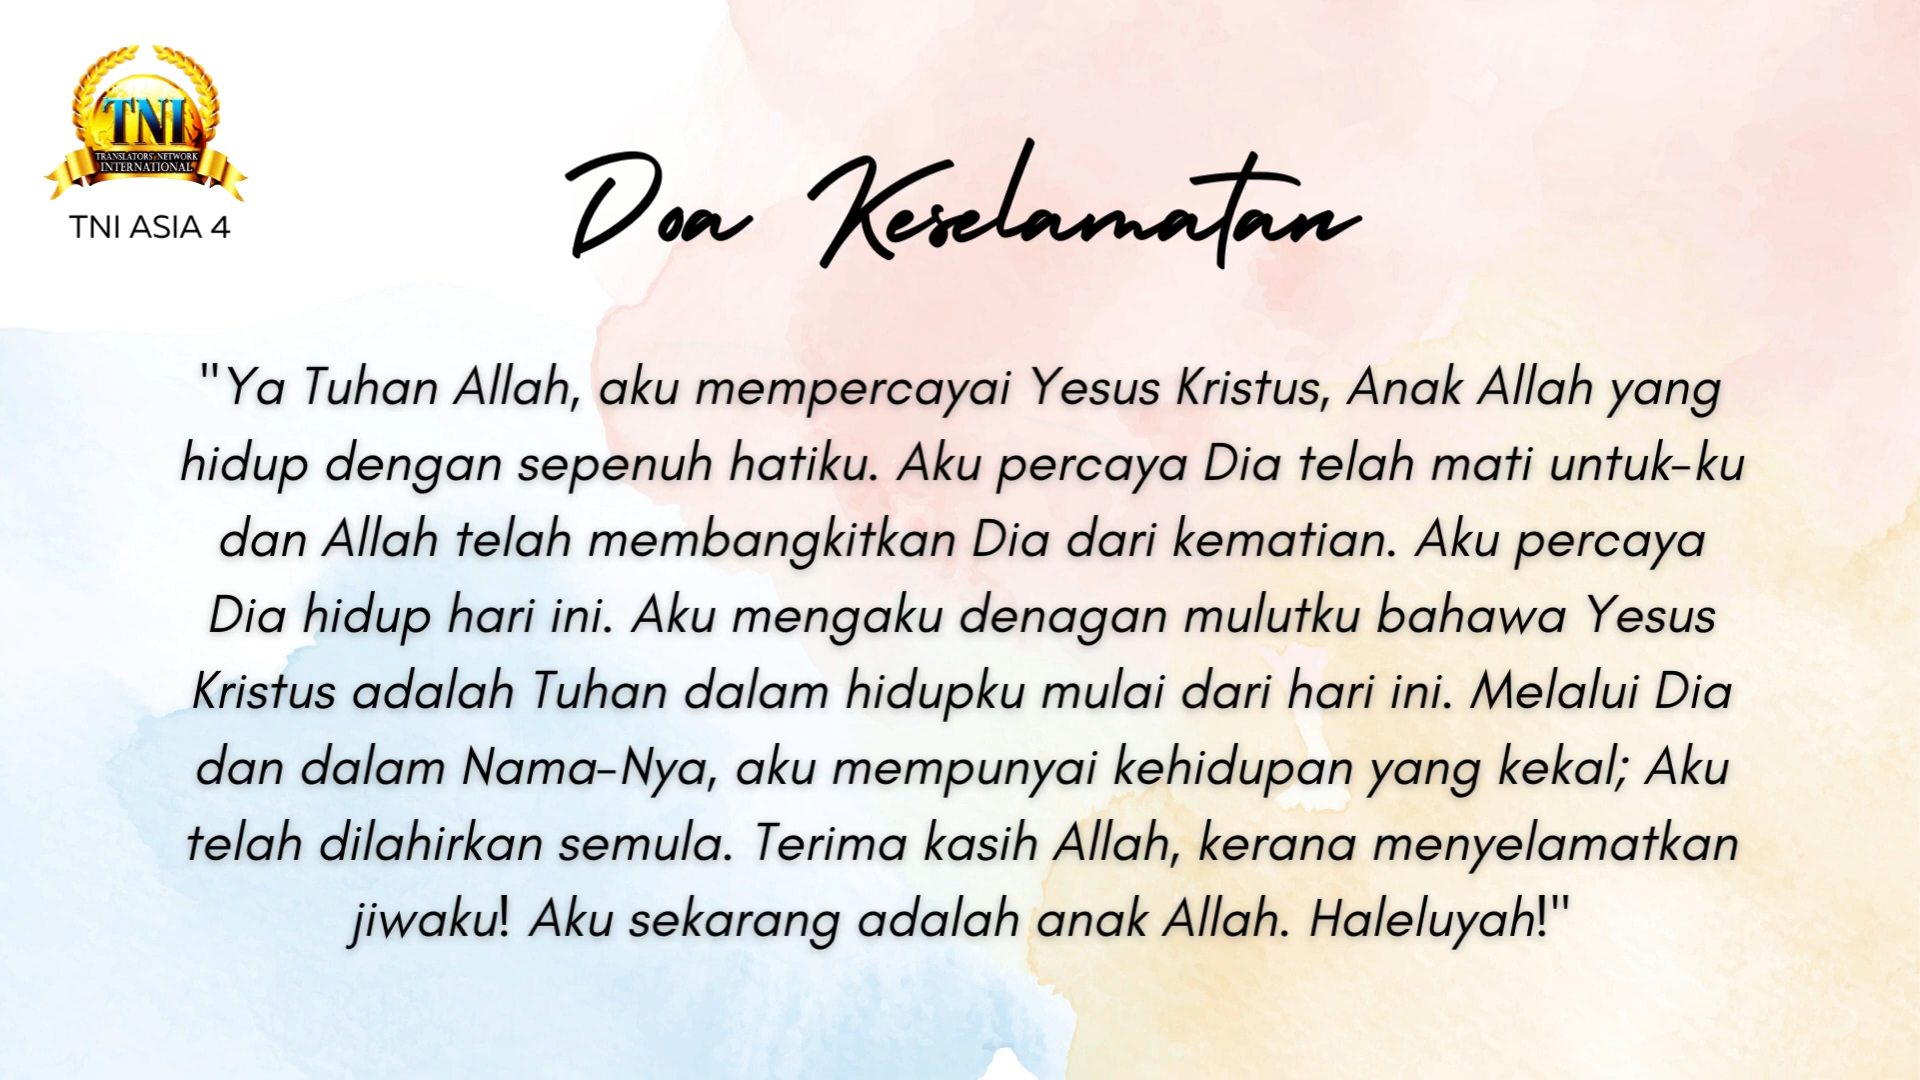 TNI
TRANSLATORS' NETWORK
INTERNATIONAL
TNI ASIA 4
Doa Keselamatan
"Ya Tuhan Allah, aku mempercayai Yesus Kristus, Anak Allah yang
hidup dengan sepenuh hatiku. Aku percaya Dia telah mati untuk-ku
dan Allah telah membangkitkan Dia dari kematian. Aku percaya
Dia hidup hari ini. Aku mengaku denagan mulutku bahawa Yesus
Kristus adalah Tuhan dalam hidupku mulai dari hari ini. Melalui Dia
dan dalam Nama-Nya, aku mempunyai kehidupan yang kekal; Aku
telah dilahirkan semula. Terima kasih Allah, kerana menyelamatkan
jiwaku! Aku sekarang adalah anak Allah. Haleluyah!"